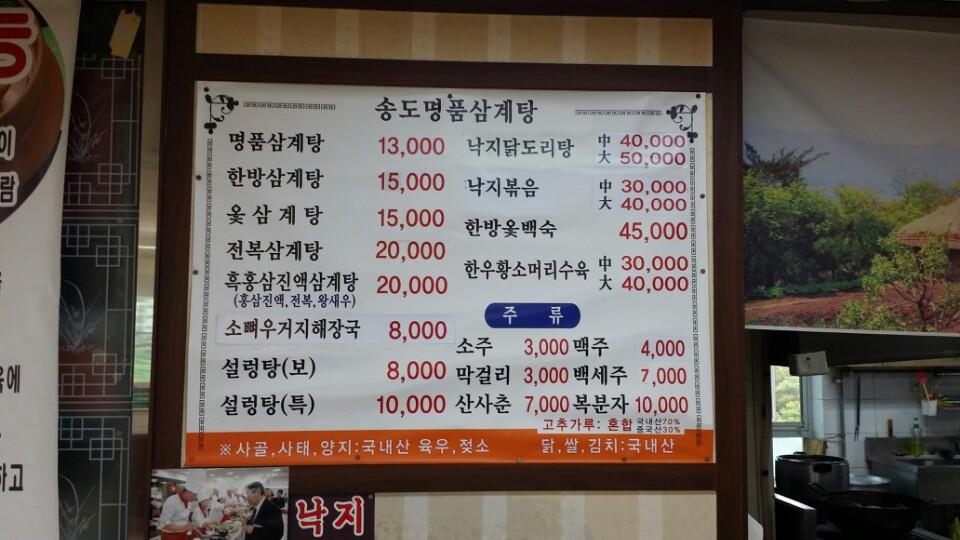 송도명품삼계탕
명품삼계탕 13,000
한방삼계탕 15,000
옻삼계탕 15,000
전복삼계탕 20,000
흑홍삼진액삼계탕 20,000
(홍삼진액,전복,왕새우)
소뼈우거지해장국 8,000
설렁탕(보) 8,000
설렁탕(특) 10,000
낙지닭도리탕 中 40,000
大 50,000
낙지볶음 中 30,000
大 40,000
한방옻백숙 45,000
한우황소머리수육 中 30,000
大 40,000
주 류
소주 3,000 맥주 4,000
막걸리 3,000 백세주 7,000
산사춘 7,000 복분자 10,000
고추가루: 혼합 국내산70%
중국산30%
※사골,사태,양지:국내산 육우,젖소 닭,쌀,김치:국내산
낙지
이
람
에
하고